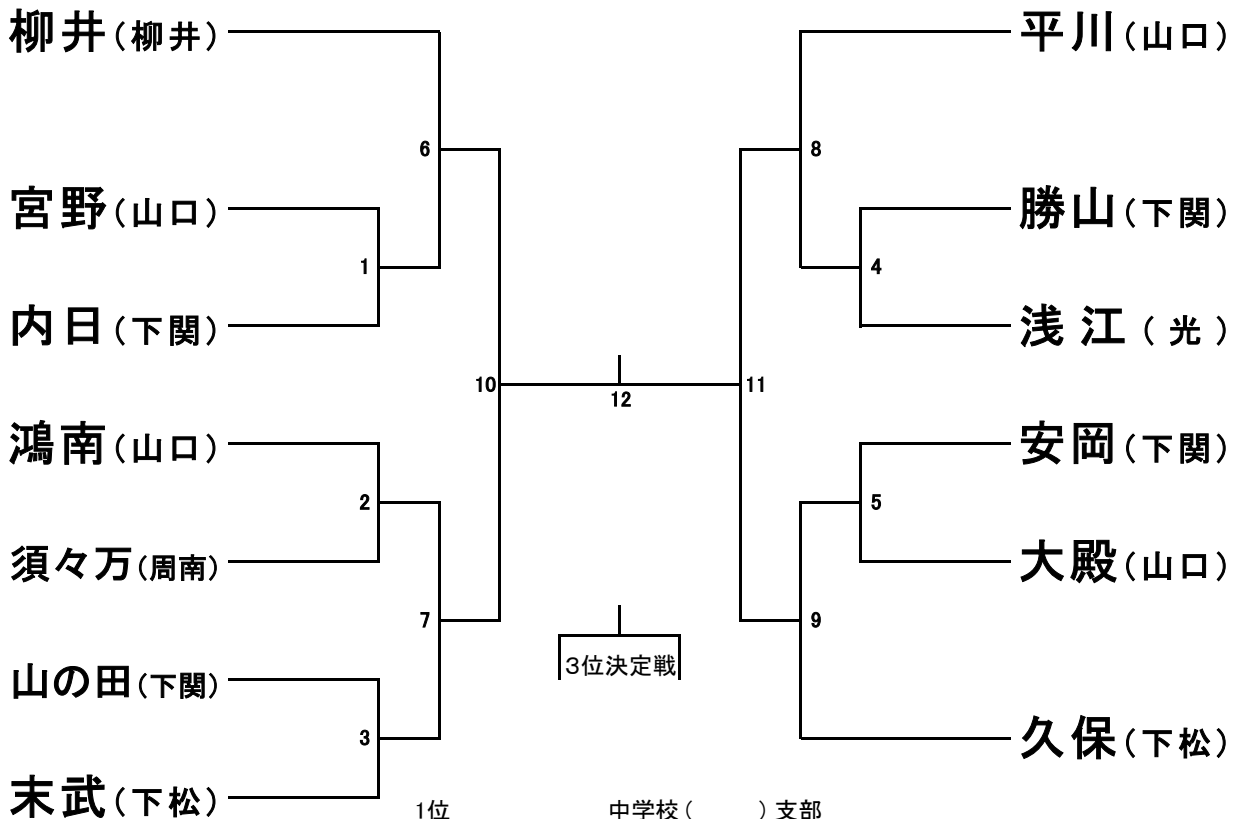 柳井(柳井)
平川(山口)
6
8
宮野(山口)
勝山(下関)
1
4
内日(下関)
浅江(光)
10
11
12
鴻南(山口)
安岡(下関)
2
5
須々万(周南)
大殿(山口)
7
9
3位決定戦
山の田(下関)
3
久保(下松)
末武(下松)
1位 中学校( )支部